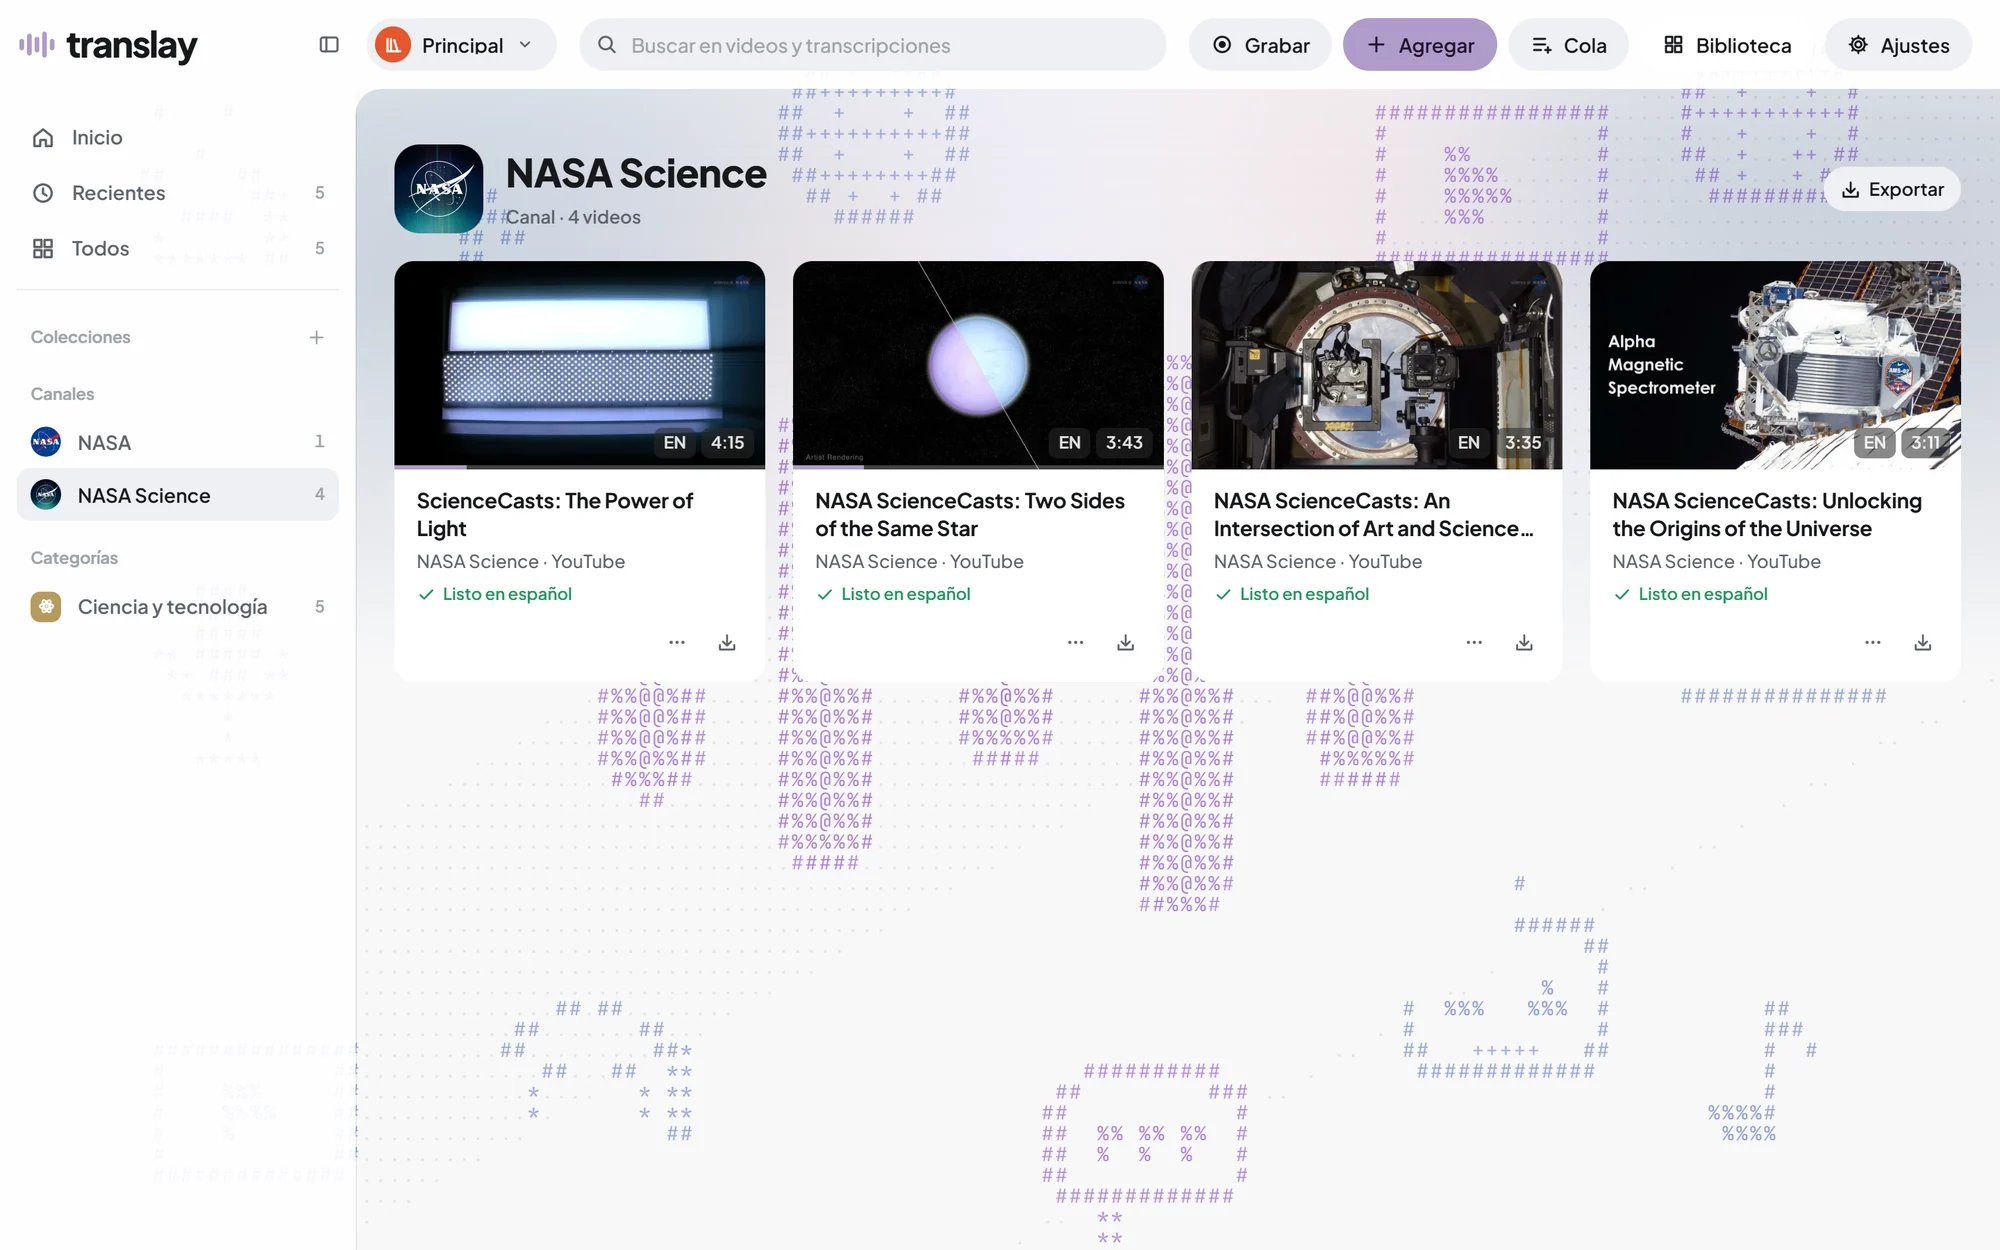 translay
Principal
Buscar en videos y transcripciones
Grabar
Agregar
Cola
Biblioteca
Ajustes
Inicio
Recientes 5
Todos 5
Colecciones
Canales
NASA 1
NASA Science 4
Categorías
Ciencia y tecnología 5
NASA
NASA Science
Canal · 4 videos
Exportar
EN 4:15
ScienceCasts: The Power of
Light
NASA Science · YouTube
Listo en español
Artist Rendering
EN 3:43
NASA ScienceCasts: Two Sides
of the Same Star
NASA Science · YouTube
Listo en español
EN 3:35
NASA ScienceCasts: An
Intersection of Art and Science...
NASA Science · YouTube
Listo en español
Alpha
Magnetic
Spectrometer
AMS-02
EN 3:11
NASA ScienceCasts: Unlocking
the Origins of the Universe
NASA Science · YouTube
Listo en español